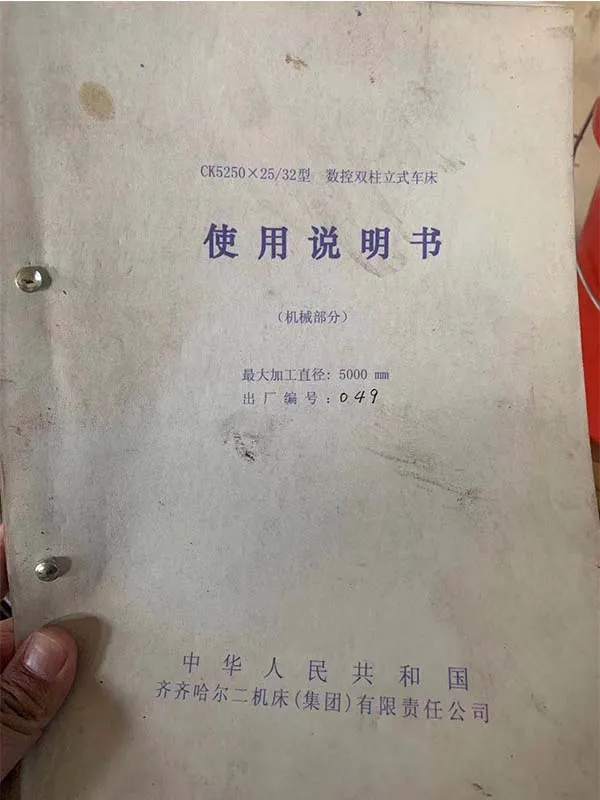 CK5250×25/32型 数控双柱立式车床
使用说明书
(机械部分)
最大加工直径: 5000 mm
出厂编号:049
中华人民共和国
齐齐哈尔二机床(集团)有限责任公司